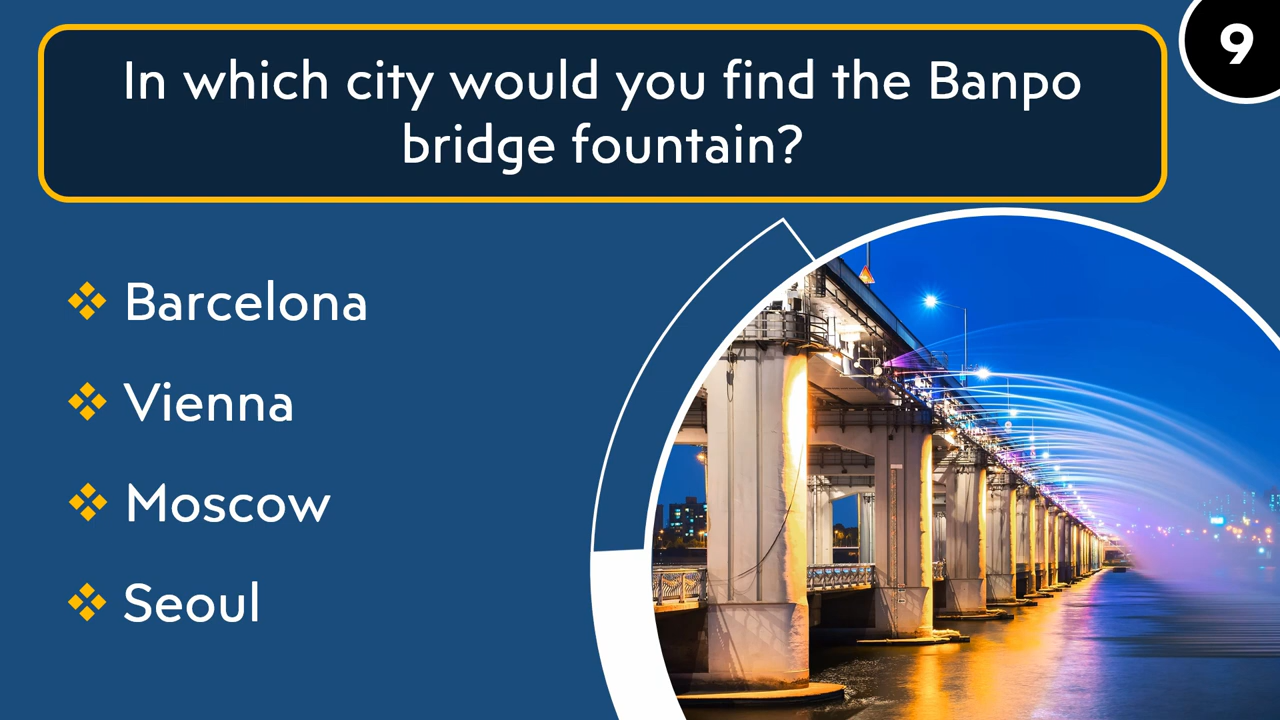 In which city would you find the Banpo
bridge fountain?
9
Barcelona
Vienna
Moscow
Seoul